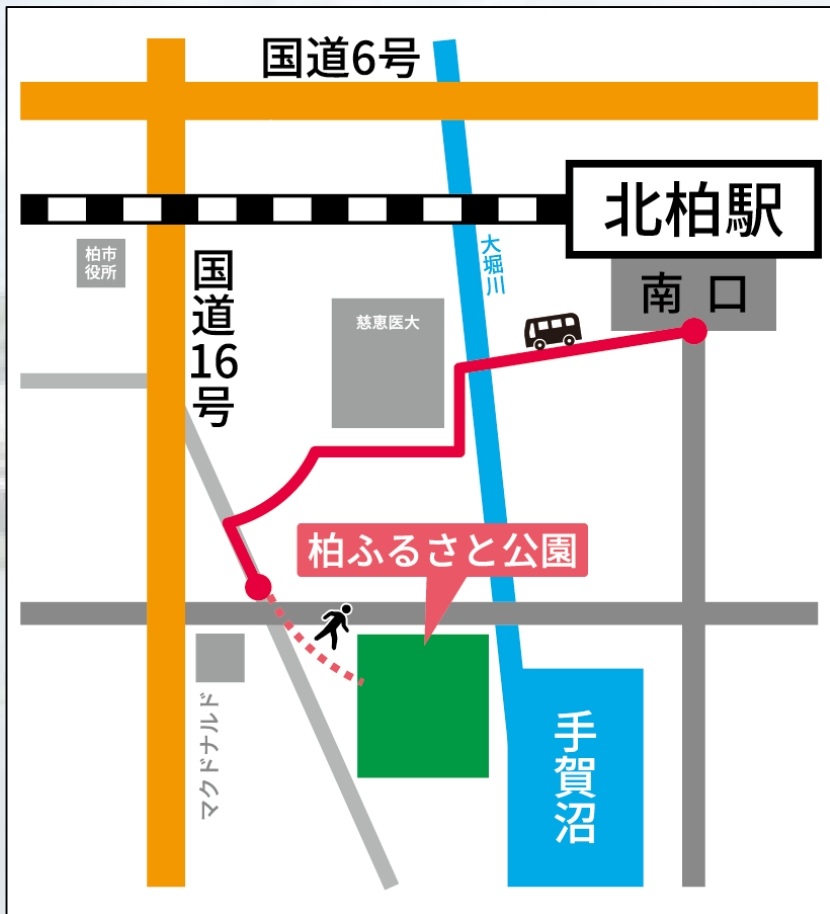 国道6号
北柏駅
南口
大堀川
柏市
役所
国道16号
慈恵医大
柏ふるさと公園
マクドナルド
手賀沼